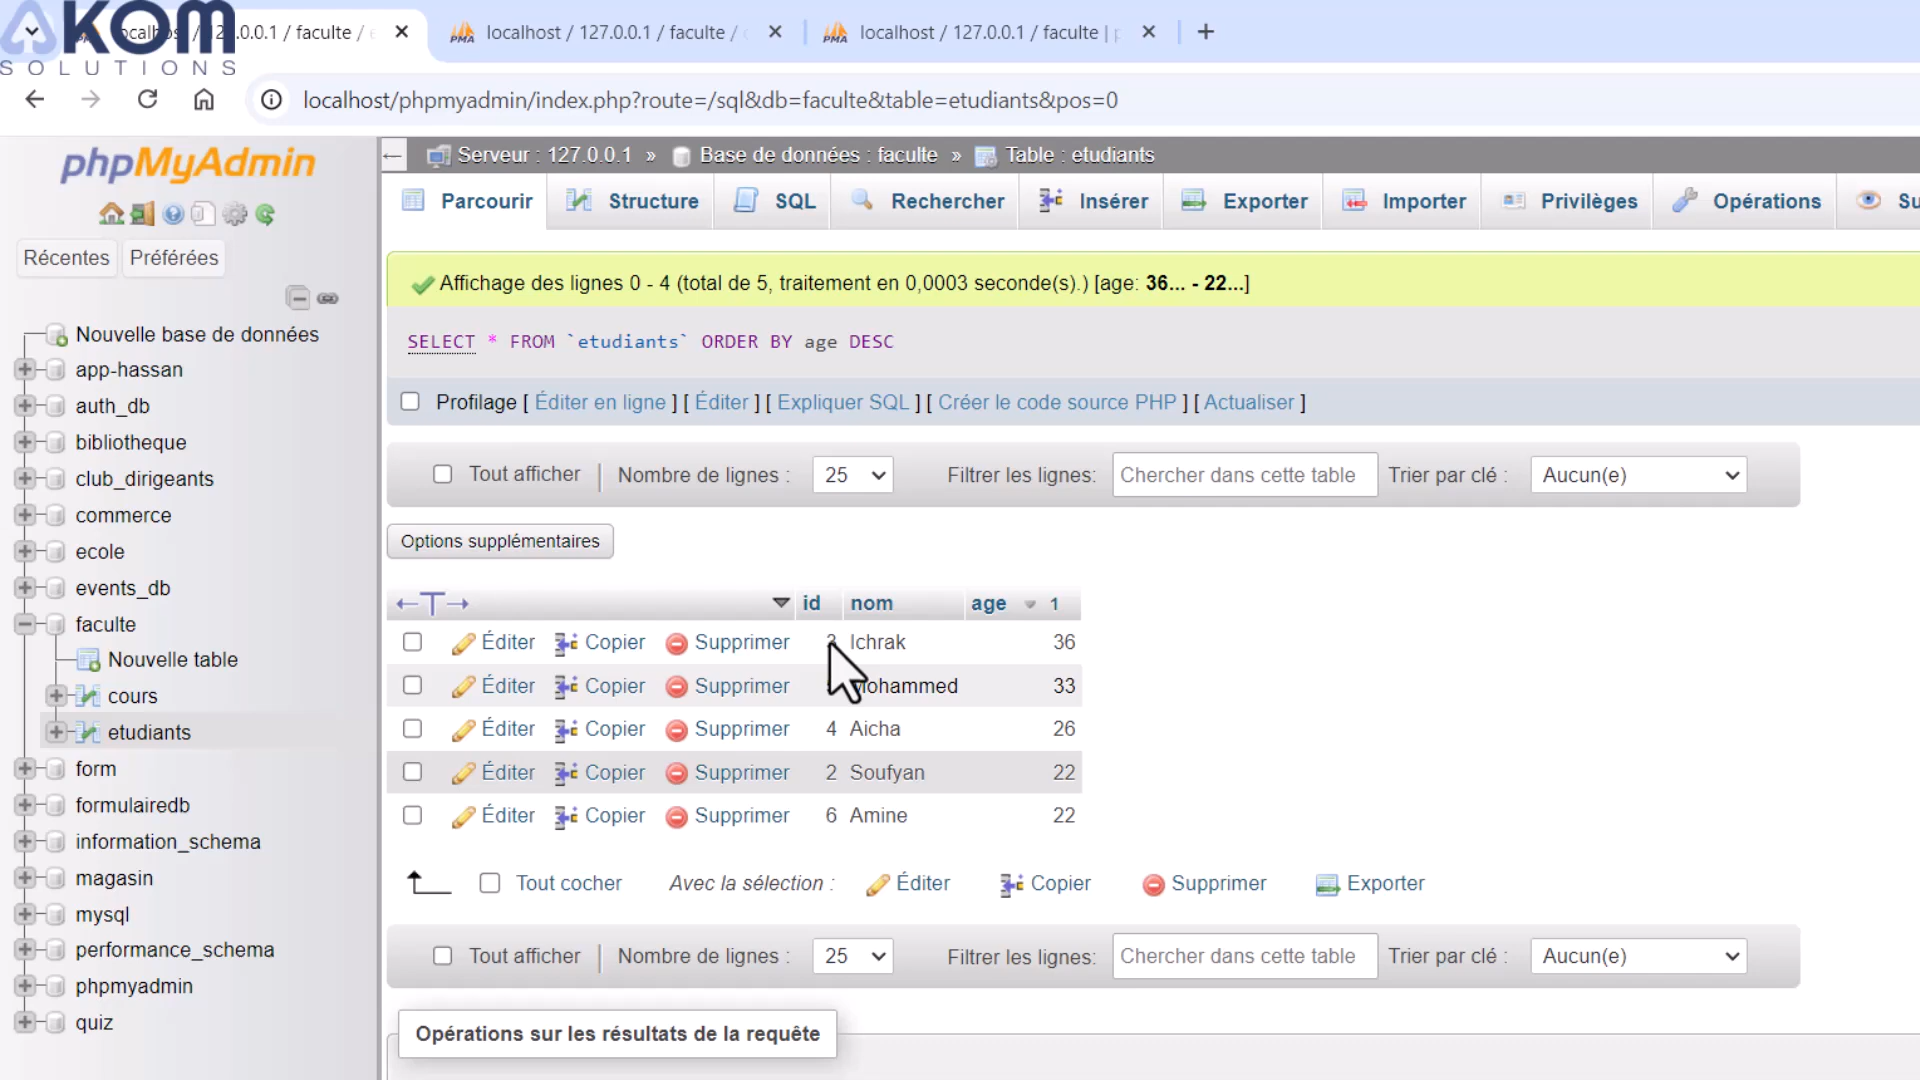 KOM
SOLUTIONS
0.0.1 / faculte /
localhost / 127.0.0.1 / faculte /
localhost / 127.0.0.1 / faculte |
localhost/phpmyadmin/index.php?route=/sql&db=faculte&table=etudiants&pos=0
phpMyAdmin
Récentes Préférées
Nouvelle base de données
app-hassan
auth_db
bibliotheque
club_dirigeants
commerce
ecole
events_db
faculte
Nouvelle table
cours
etudiants
form
formulairedb
information_schema
magasin
mysql
performance_schema
phpmyadmin
quiz
Serveur : 127.0.0.1 » Base de données : faculte » Table : etudiants
Parcourir Structure SQL Rechercher Insérer Exporter Importer Privilèges Opérations
Affichage des lignes 0 - 4 (total de 5, traitement en 0,0003 seconde(s).) [age: 36... - 22...]
SELECT * FROM `etudiants` ORDER BY age DESC
Profilage [ Éditer en ligne ] [ Éditer ] [ Expliquer SQL ] [ Créer le code source PHP ] [ Actualiser ]
Tout afficher | Nombre de lignes : 25 Filtrer les lignes: Chercher dans cette table Trier par clé : Aucun(e)
Options supplémentaires
id nom age 1
Éditer Copier Supprimer Ichrak 36
Éditer Copier Supprimer Mohammed 33
Éditer Copier Supprimer 4 Aicha 26
Éditer Copier Supprimer 2 Soufyan 22
Éditer Copier Supprimer 6 Amine 22
Tout cocher Avec la sélection : Éditer Copier Supprimer Exporter
Tout afficher | Nombre de lignes : 25 Filtrer les lignes: Chercher dans cette table Trier par clé : Aucun(e)
Opérations sur les résultats de la requête